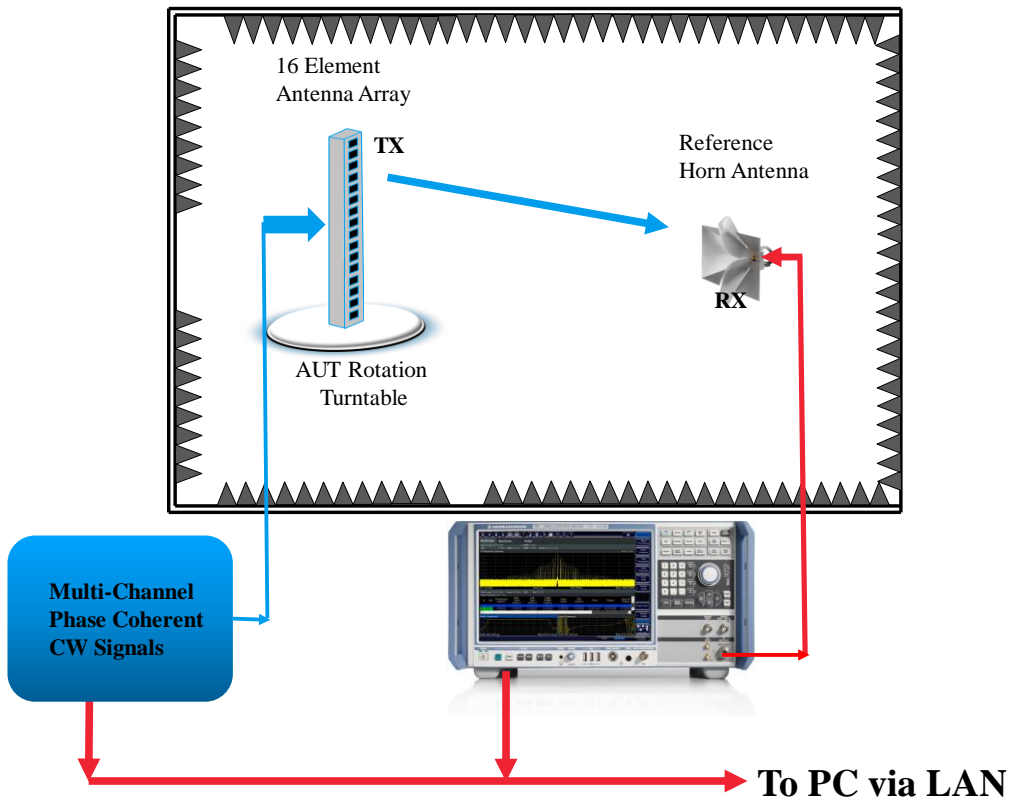 16 Element
Antenna Array
TX
Reference
Horn Antenna
RX
AUT Rotation
Turntable
Multi-Channel
Phase Coherent
CW Signals
To PC via LAN